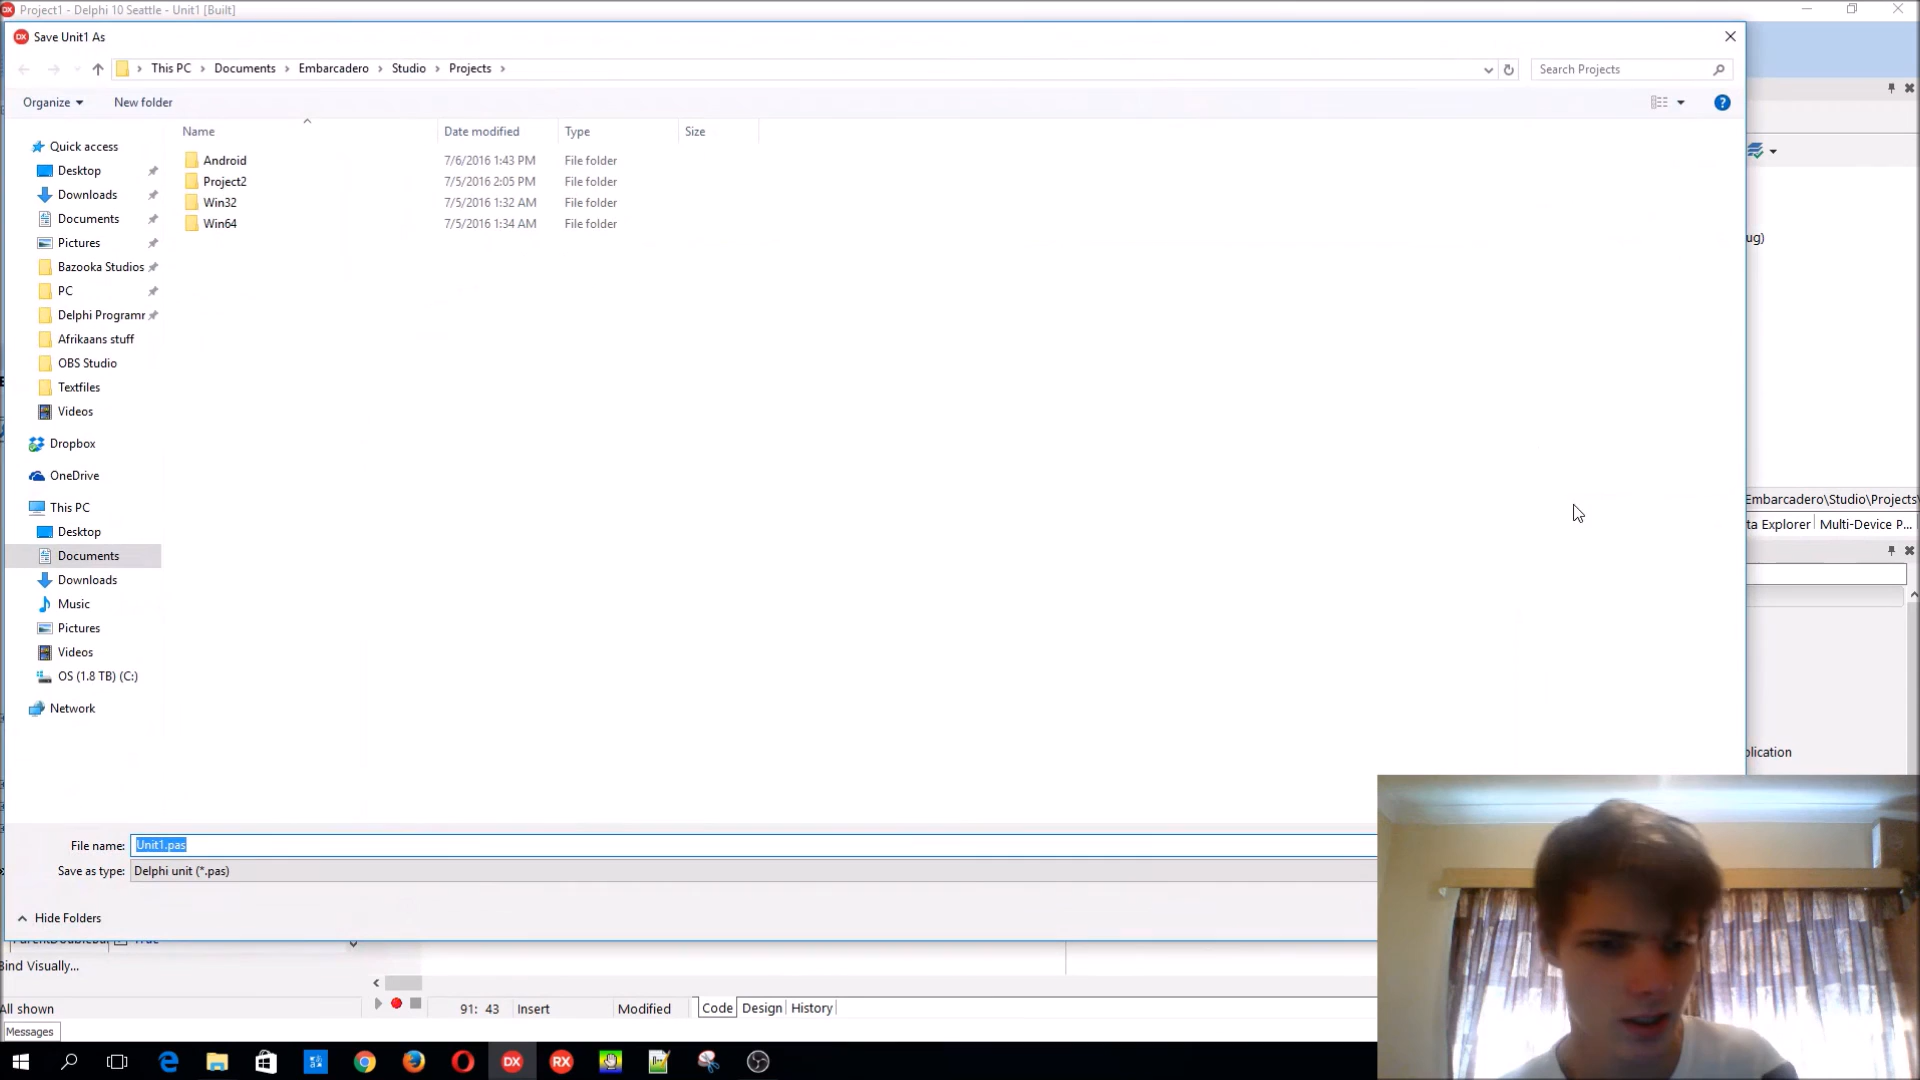 Project1 - Delphi 10 Seattle - Unit1 [Built]
Save Unit1 As
This PC > Documents > Embarcadero > Studio > Projects >
Search Projects
Organize
New folder
Name
Date modified
Type
Size
Quick access
Desktop
Downloads
Documents
Pictures
Bazooka Studios
PC
Delphi Programr
Afrikaans stuff
OBS Studio
Textfiles
Videos
Dropbox
OneDrive
This PC
Desktop
Documents
Downloads
Music
Pictures
Videos
OS (1.8 TB) (C:)
Network
Android 7/6/2016 1:43 PM File folder
Project2 7/5/2016 2:05 PM File folder
Win32 7/5/2016 1:32 AM File folder
Win64 7/5/2016 1:34 AM File folder
ug)
Embarcadero\Studio\Projects\
ta Explorer Multi-Device P...
plication
File name: Unit1.pas
Save as type: Delphi unit (*.pas)
Hide Folders
Bind Visually...
All shown
91: 43 Insert Modified Code Design History
Messages
DX
RX